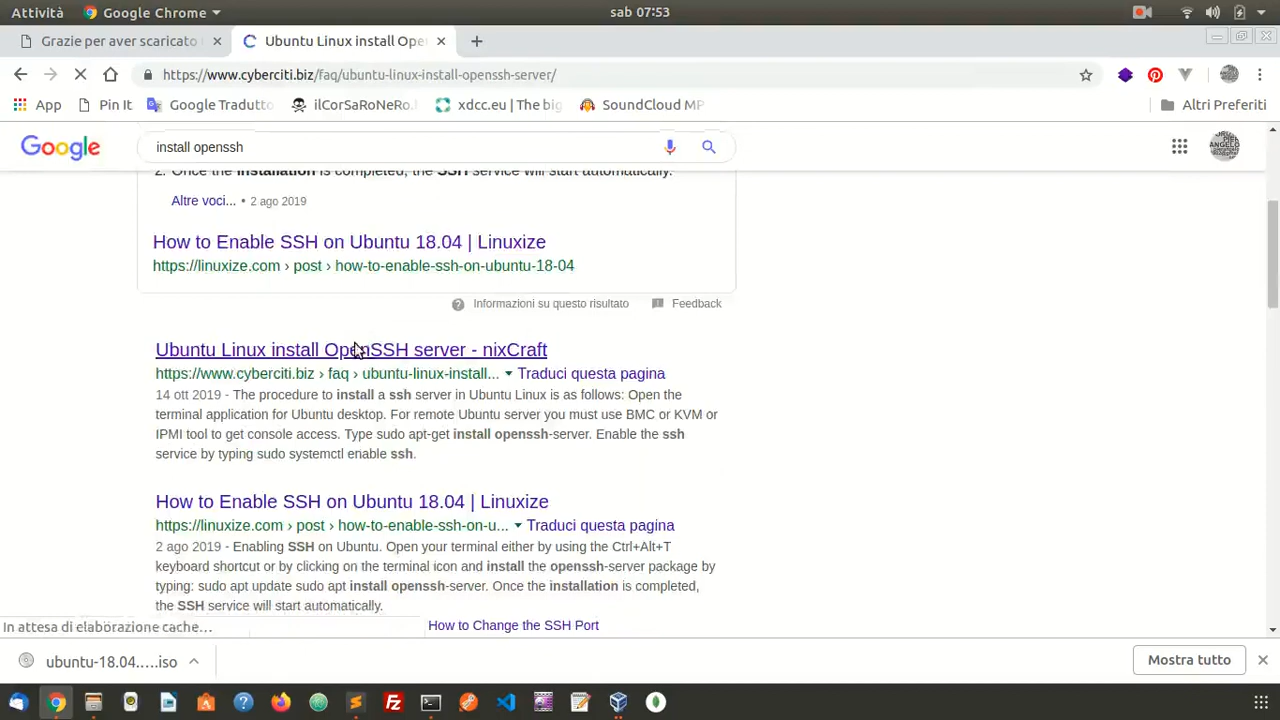 Attività Google Chrome sab 07:53
Grazie per aver scaricato Ubuntu Linux install Ope
https://www.cyberciti.biz/faq/ubuntu-linux-install-openssh-server/
App Pin It Google Tradutto ilCorSaRoNeRo. xdcc.eu | The big SoundCloud MP Altri Preferiti
Google install openssh
2. Once the installation is completed, the SSH service will start automatically.
Altre voci... • 2 ago 2019
How to Enable SSH on Ubuntu 18.04 | Linuxize
https://linuxize.com › post › how-to-enable-ssh-on-ubuntu-18-04
Informazioni su questo risultato Feedback
Ubuntu Linux install OpenSSH server - nixCraft
https://www.cyberciti.biz › faq › ubuntu-linux-install... Traduci questa pagina
14 ott 2019 - The procedure to install a ssh server in Ubuntu Linux is as follows: Open the
terminal application for Ubuntu desktop. For remote Ubuntu server you must use BMC or KVM or
IPMI tool to get console access. Type sudo apt-get install openssh-server. Enable the ssh
service by typing sudo systemctl enable ssh.
How to Enable SSH on Ubuntu 18.04 | Linuxize
https://linuxize.com › post › how-to-enable-ssh-on-u... Traduci questa pagina
2 ago 2019 - Enabling SSH on Ubuntu. Open your terminal either by using the Ctrl+Alt+T
keyboard shortcut or by clicking on the terminal icon and install the openssh-server package by
typing: sudo apt update sudo apt install openssh-server. Once the installation is completed,
the SSH service will start automatically.
In attesa di elaborazione cache… How to Change the SSH Port
ubuntu-18.04.....iso Mostra tutto